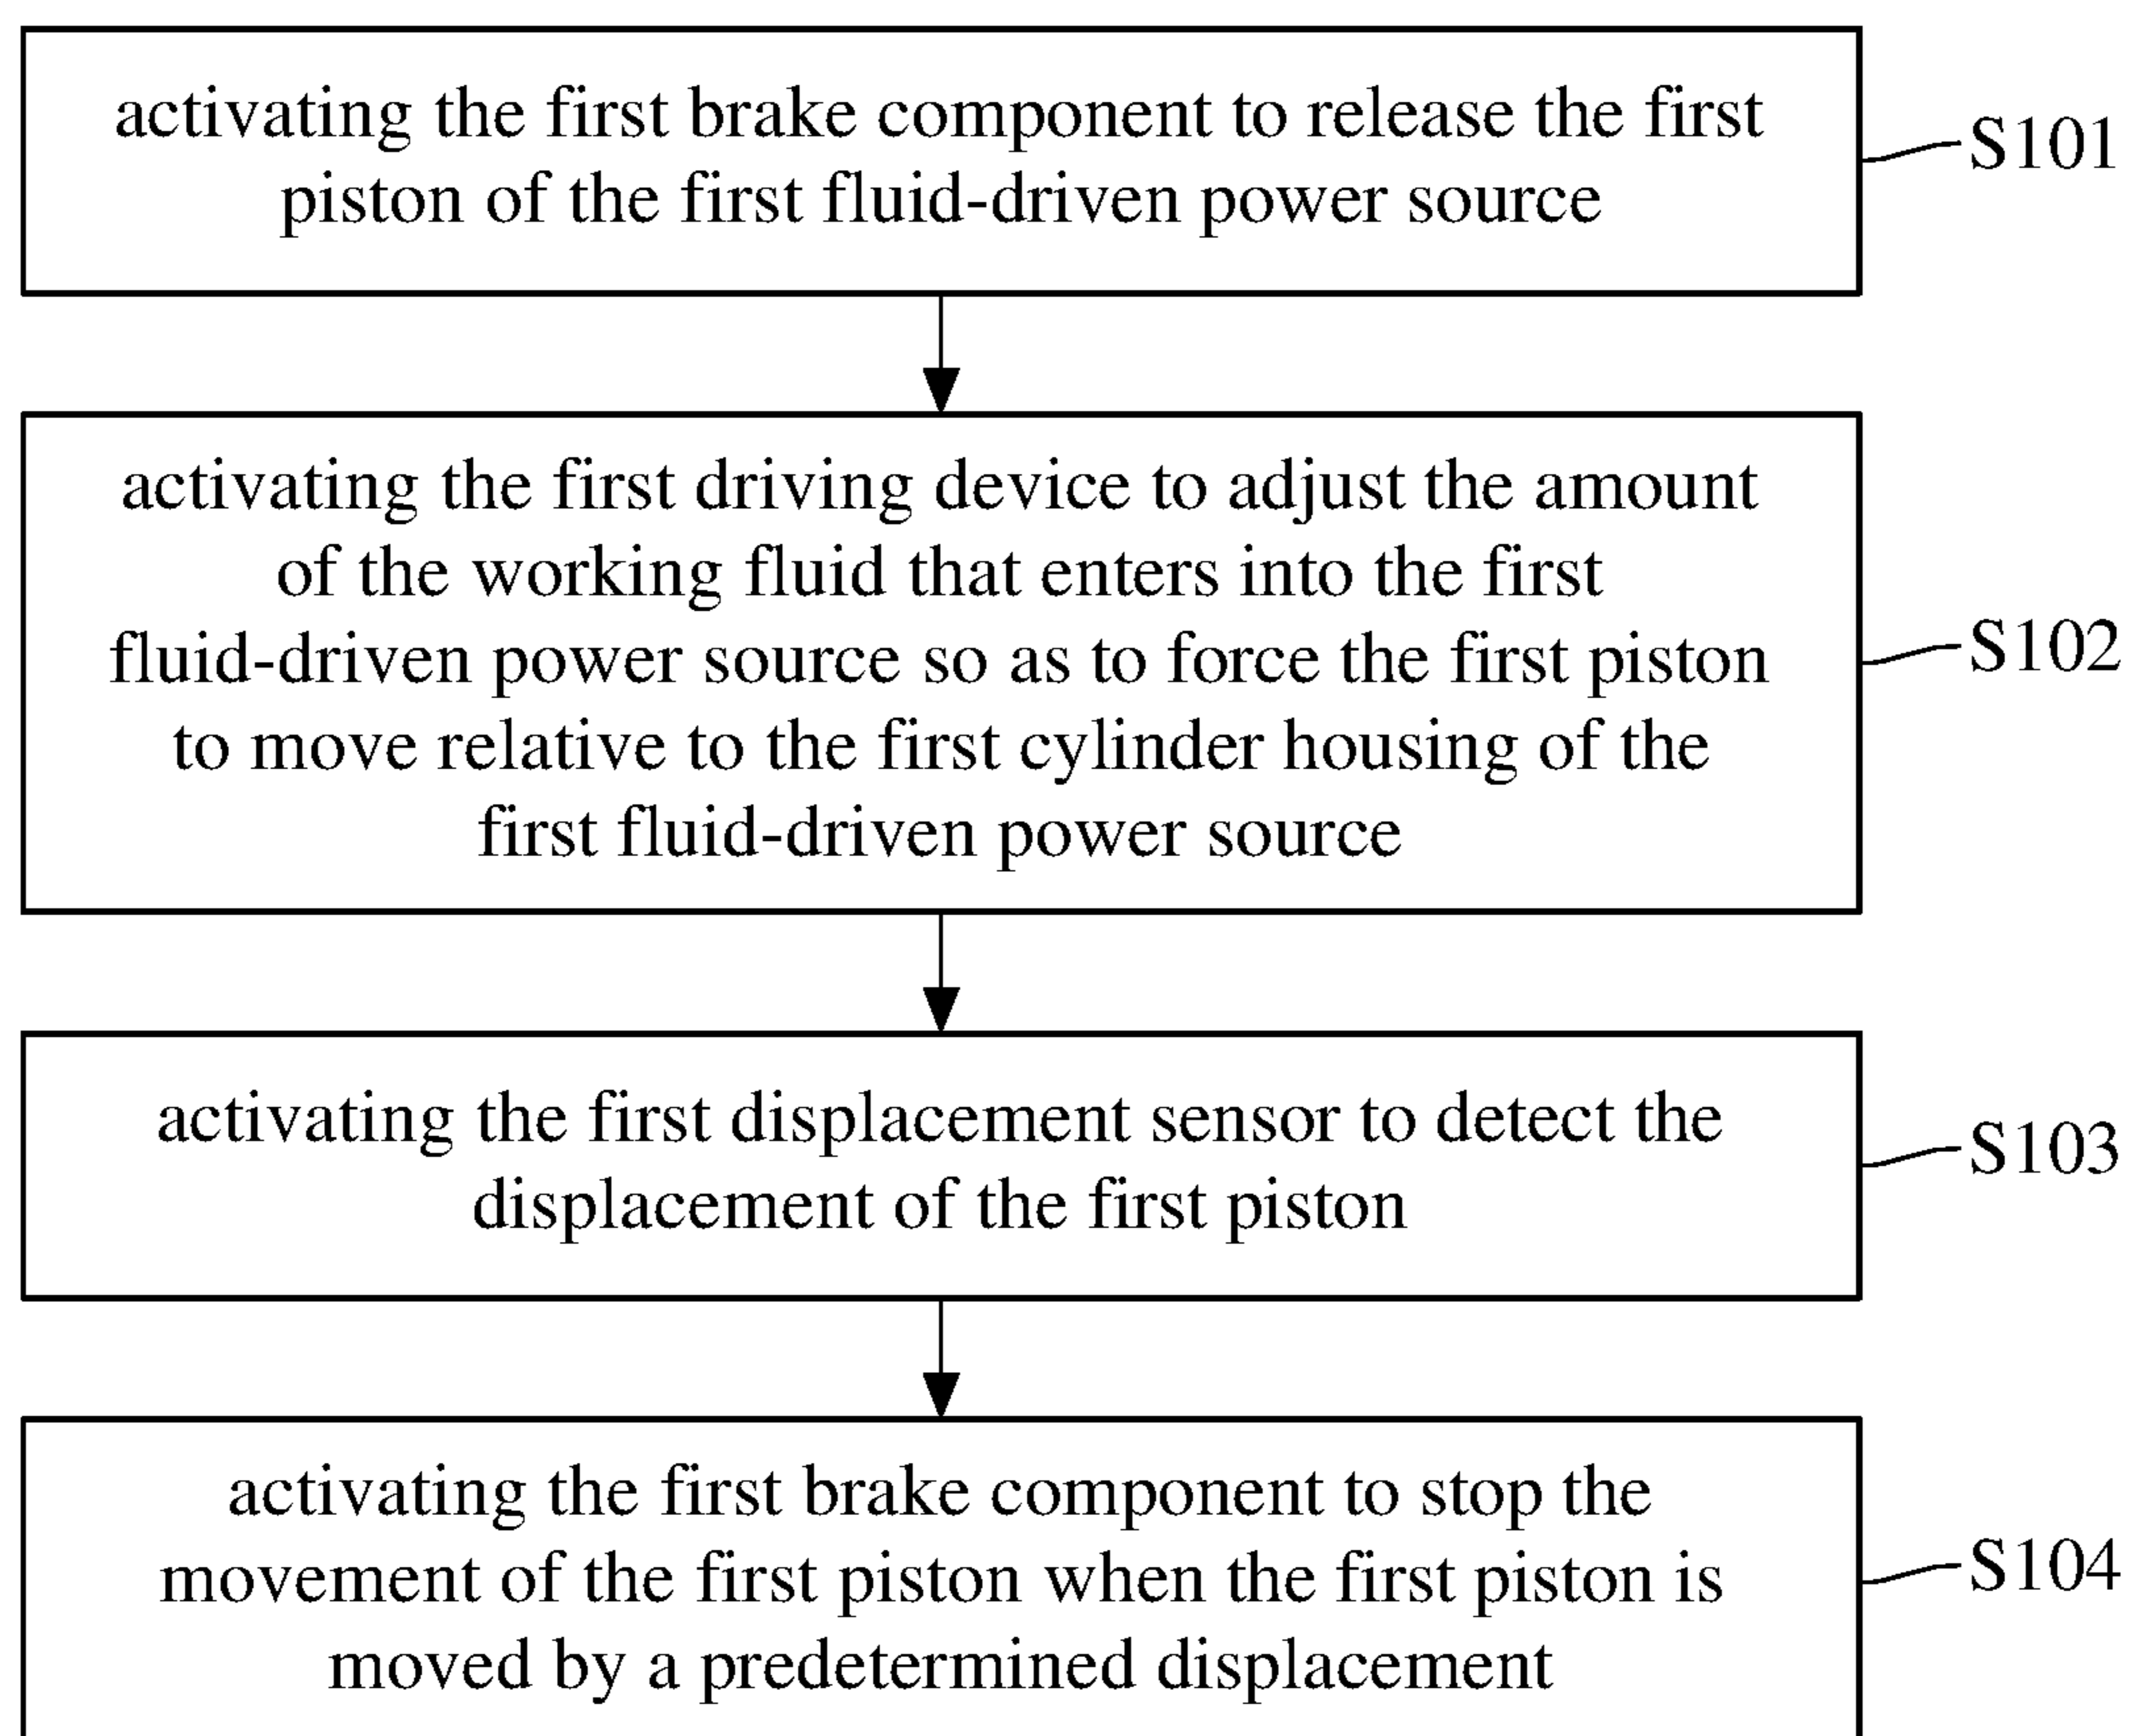 activating the first brake component to release the first
piston of the first fluid-driven power source
S101
activating the first driving device to adjust the amount
of the working fluid that enters into the first
fluid-driven power source so as to force the first piston
to move relative to the first cylinder housing of the
first fluid-driven power source
S102
activating the first displacement sensor to detect the
displacement of the first piston
S103
activating the first brake component to stop the
movement of the first piston when the first piston is
moved by a predetermined displacement
S104